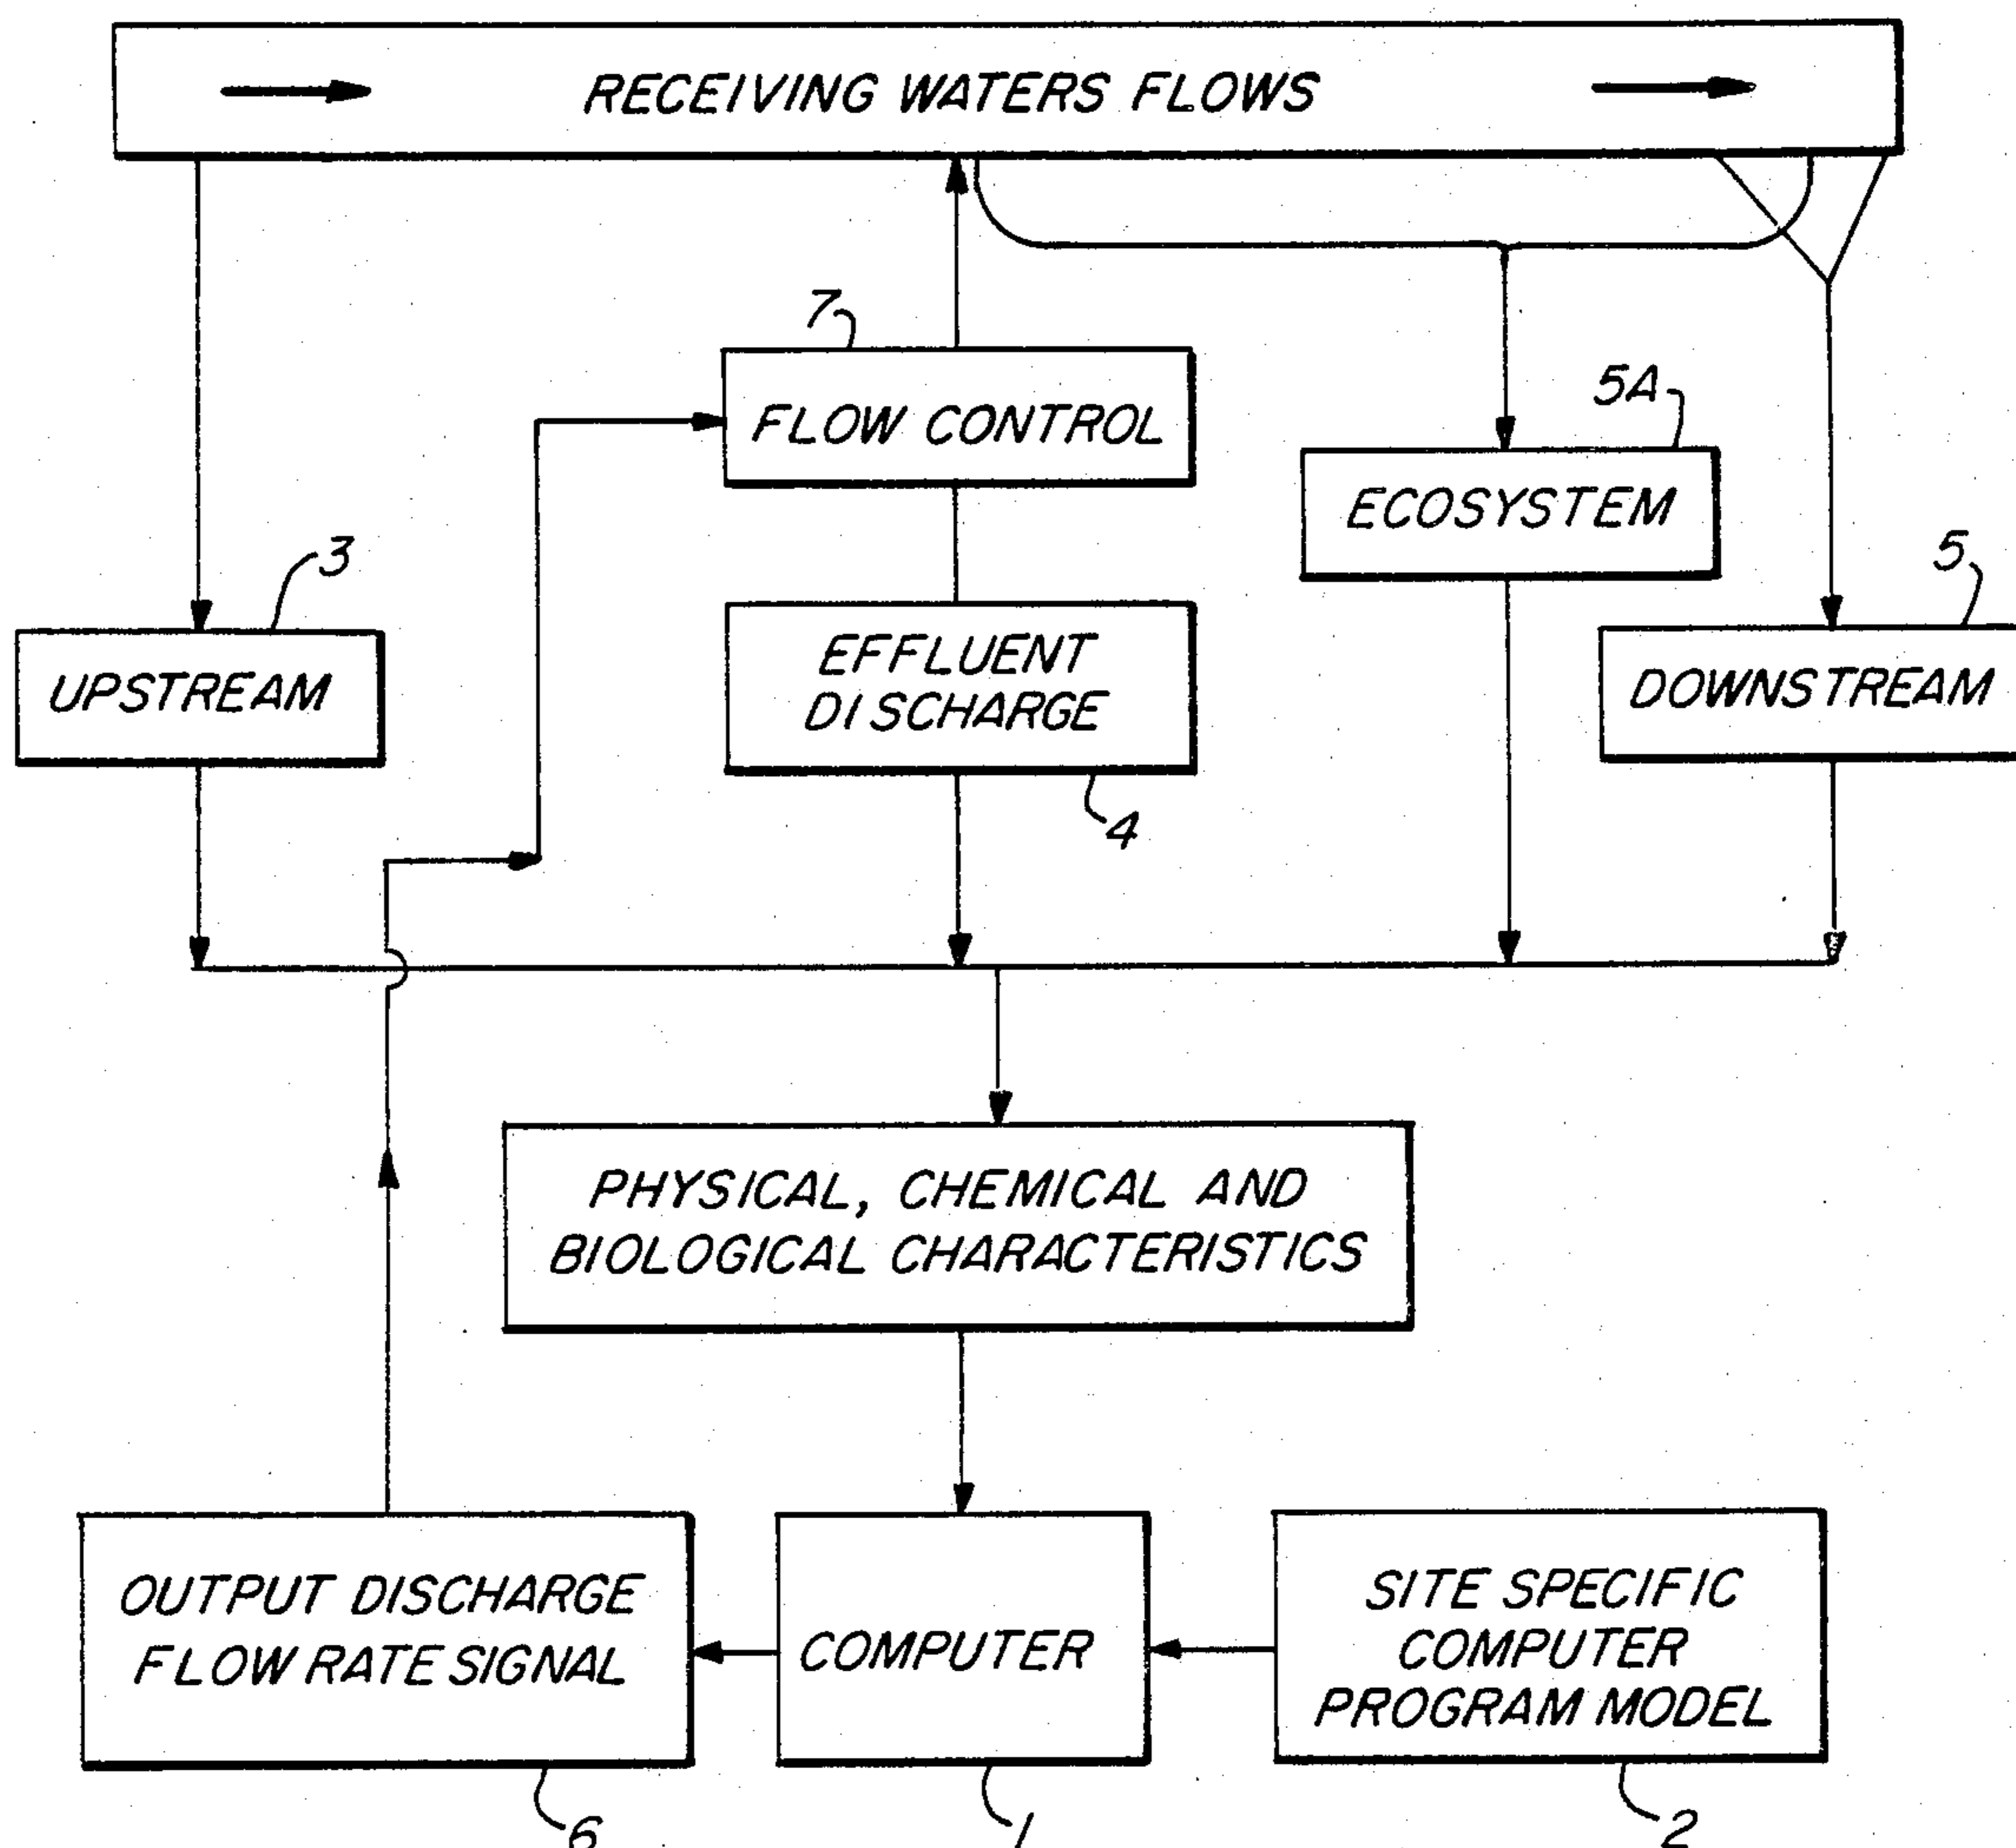 RECEIVING WATERS FLOWS
7
FLOW CONTROL
5A
ECOSYSTEM
3
UPSTREAM
EFFLUENT
DISCHARGE
4
5
DOWNSTREAM
PHYSICAL, CHEMICAL AND
BIOLOGICAL CHARACTERISTICS
OUTPUT DISCHARGE
FLOW RATE SIGNAL
6
COMPUTER
1
SITE SPECIFIC
COMPUTER
PROGRAM MODEL
2